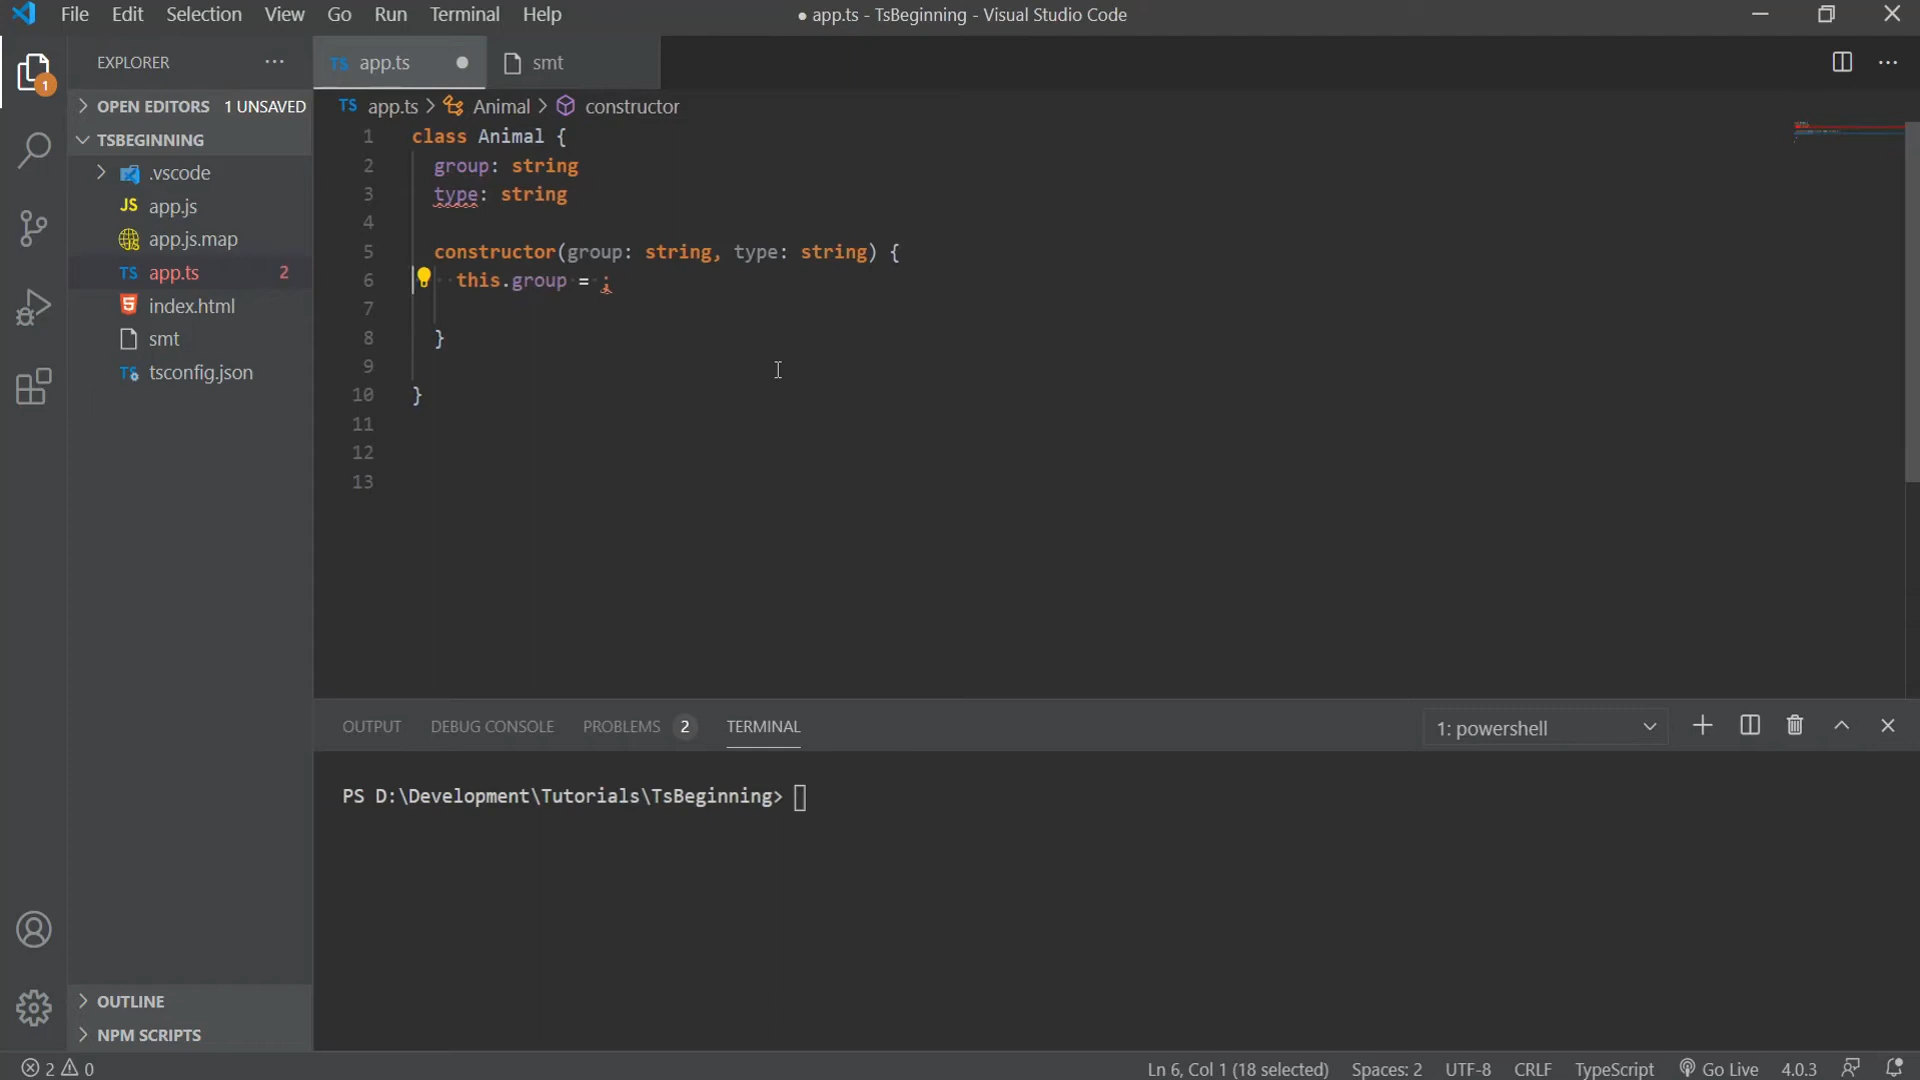 File Edit Selection View Go Run Terminal Help ● app.ts - TsBeginning - Visual Studio Code
EXPLORER ···
TS app.ts ● smt ···
1
OPEN EDITORS 1 UNSAVED
TS app.ts > Animal > constructor
TSBEGINNING
.vscode
JS app.js
app.js.map
TS app.ts 2
index.html
smt
TS tsconfig.json
1 class Animal {
2 group: string
3 type: string
4
5 constructor(group: string, type: string) {
6 this.group = ;
7
8 }
9
10 }
11
12
13
OUTPUT DEBUG CONSOLE PROBLEMS 2 TERMINAL 1: powershell
PS D:\Development\Tutorials\TsBeginning>
OUTLINE
NPM SCRIPTS
2 0 Ln 6, Col 1 (18 selected) Spaces: 2 UTF-8 CRLF TypeScript Go Live 4.0.3